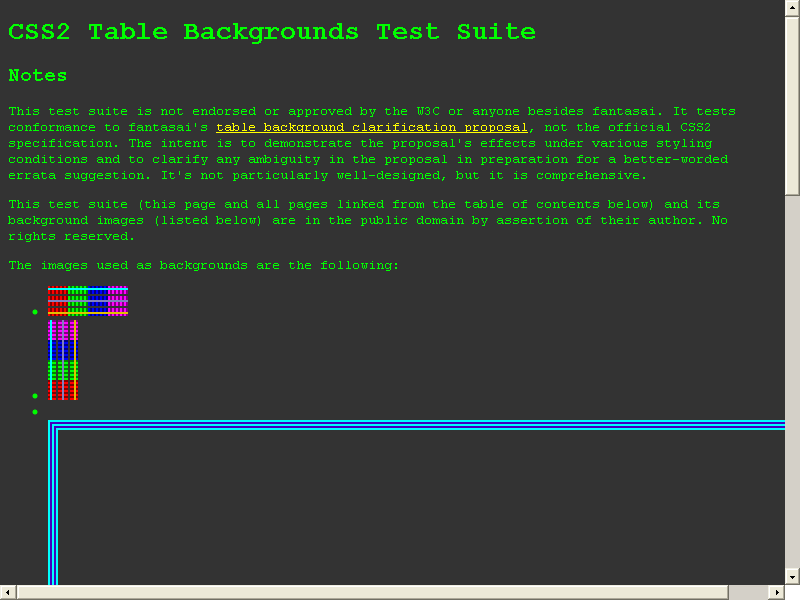 CSS2 Table Backgrounds Test Suite
Notes
This test suite is not endorsed or approved by the W3C or anyone besides fantasai. It tests
conformance to fantasai's table background clarification proposal, not the official CSS2
specification. The intent is to demonstrate the proposal's effects under various styling
conditions and to clarify any ambiguity in the proposal in preparation for a better-worded
errata suggestion. It's not particularly well-designed, but it is comprehensive.
This test suite (this page and all pages linked from the table of contents below) and its
background images (listed below) are in the public domain by assertion of their author. No
rights reserved.
The images used as backgrounds are the following: